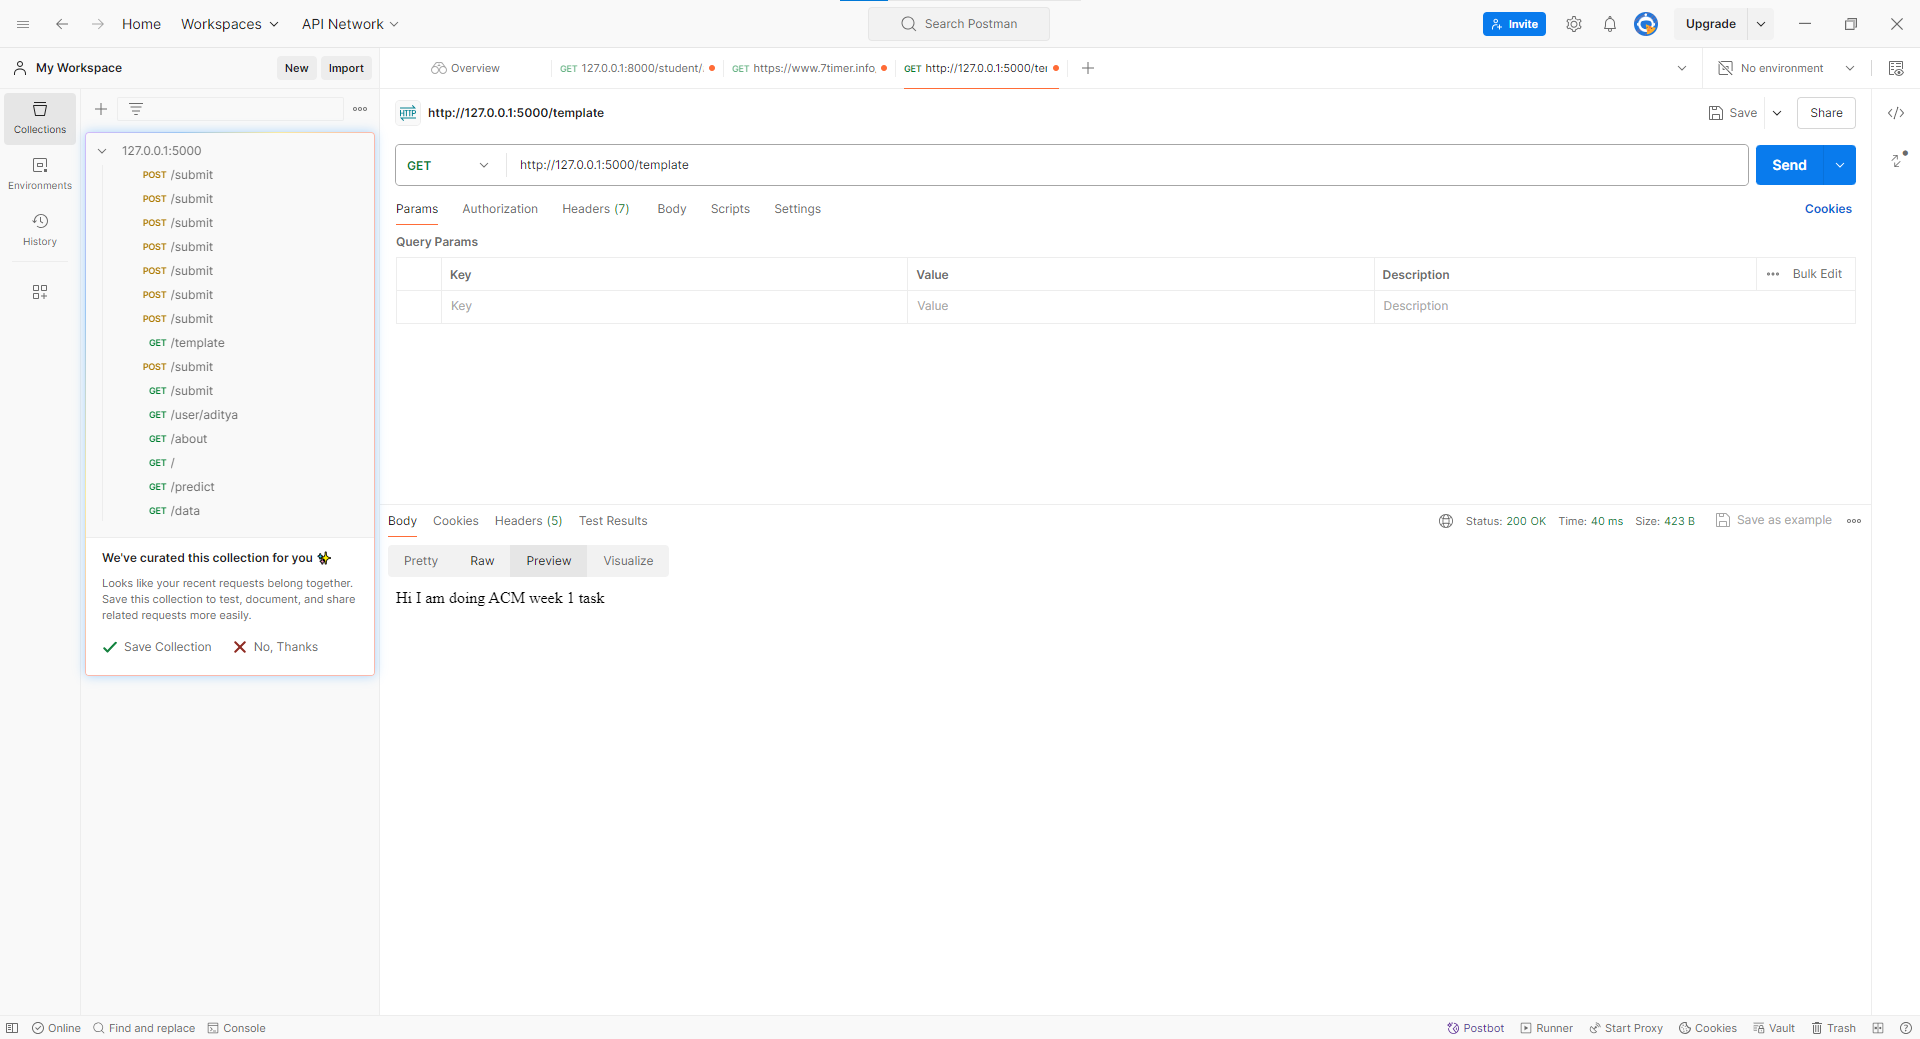 Home Workspaces API Network Search Postman Invite Upgrade
My Workspace New Import Overview GET 127.0.0.1:8000/student/. GET https://www.7timer.info, GET http://127.0.0.1:5000/ter No environment
Collections
Environments
History
127.0.0.1:5000
POST /submit
POST /submit
POST /submit
POST /submit
POST /submit
POST /submit
POST /submit
GET /template
POST /submit
GET /submit
GET /user/aditya
GET /about
GET /
GET /predict
GET /data
We've curated this collection for you ✨
Looks like your recent requests belong together.
Save this collection to test, document, and share
related requests more easily.
Save Collection No, Thanks
HTTP http://127.0.0.1:5000/template Save Share
GET http://127.0.0.1:5000/template Send
Params Authorization Headers (7) Body Scripts Settings Cookies
Query Params
Key Value Description ••• Bulk Edit
Key Value Description
Body Cookies Headers (5) Test Results Status: 200 OK Time: 40 ms Size: 423 B Save as example
Pretty Raw Preview Visualize
Hi I am doing ACM week 1 task
Online Find and replace Console Postbot Runner Start Proxy Cookies Vault Trash